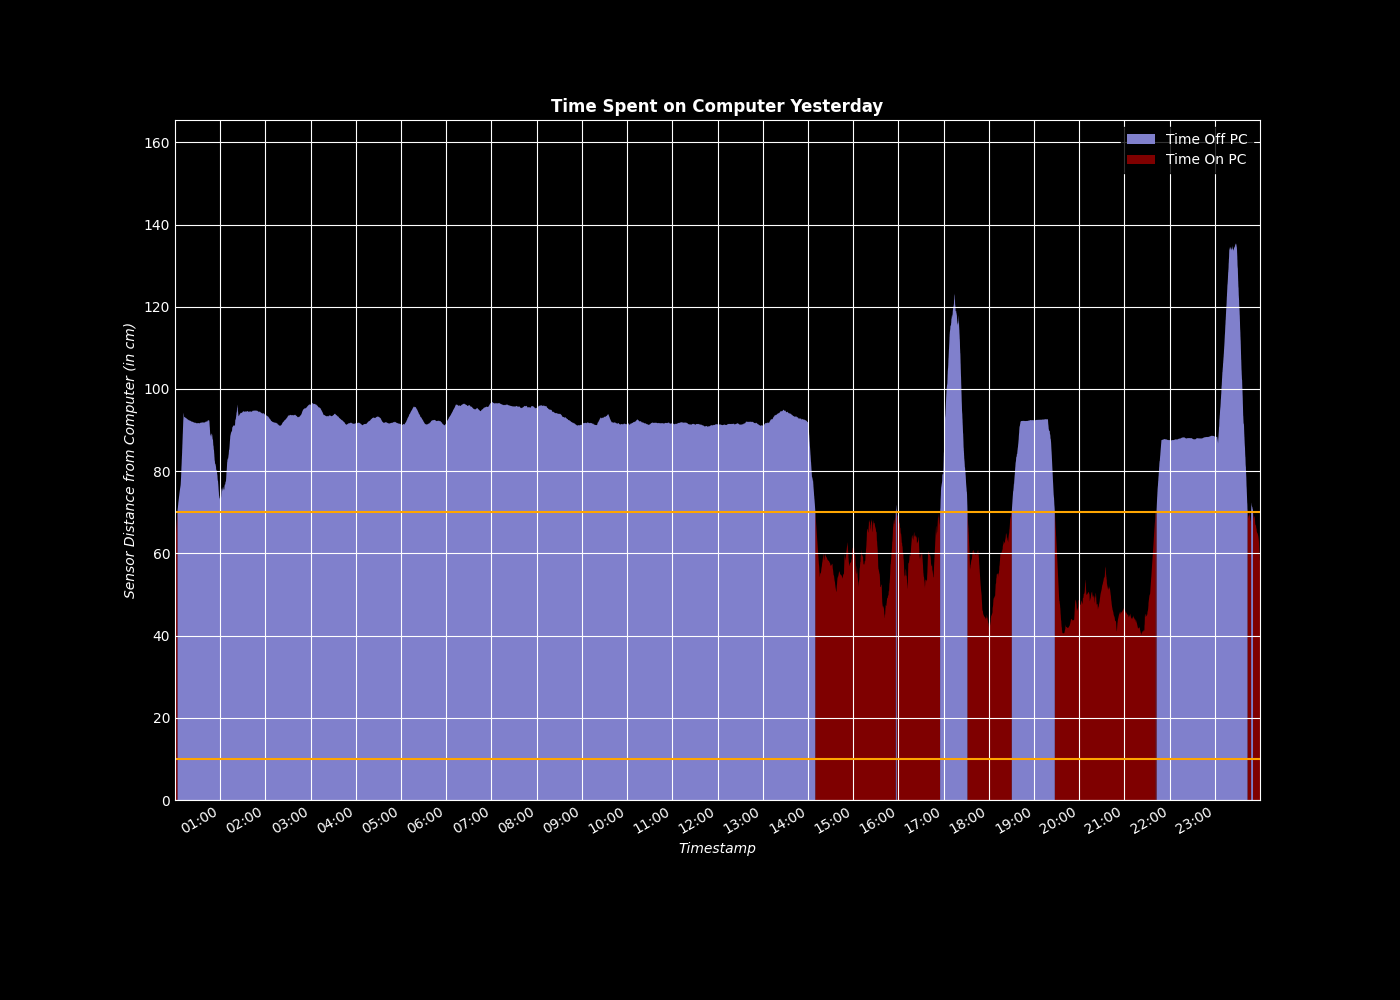 Time Spent on Computer Yesterday
Time Off PC
Time On PC
160
140
120
100
80
60
40
20
0
Sensor Distance from Computer (in cm)
01:00 02:00 03:00 04:00 05:00 06:00 07:00 08:00 09:00 10:00 11:00 12:00 13:00 14:00 15:00 16:00 17:00 18:00 19:00 20:00 21:00 22:00 23:00
Timestamp